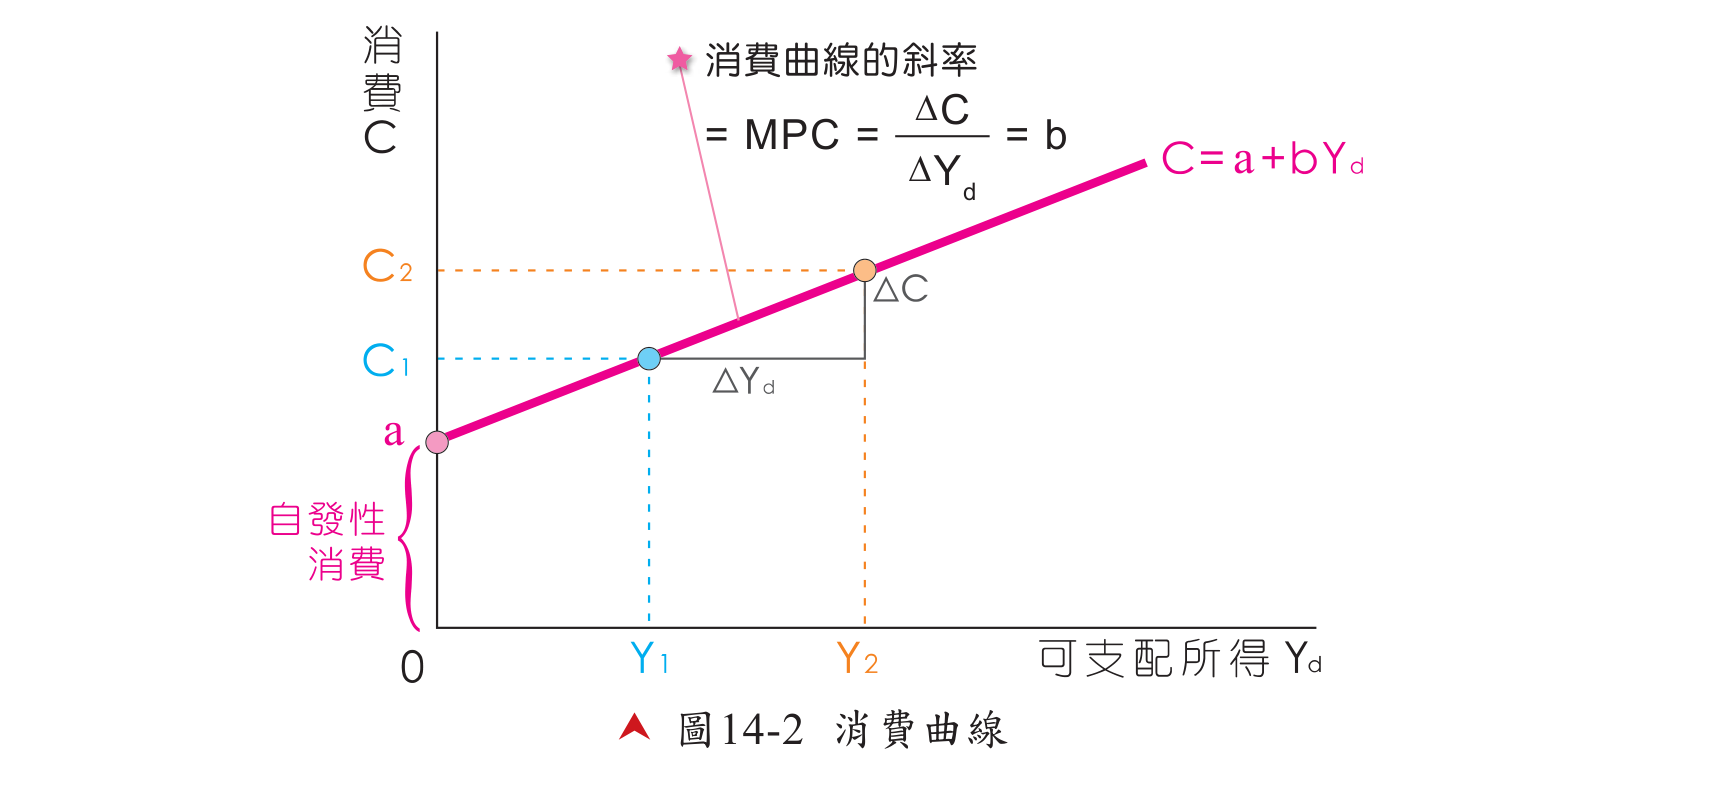 消費C
★ 消費曲線的斜率
= MPC = ΔC / ΔYd = b
C=a+bYd
C2
ΔC
C1
ΔYd
a
自發性
消費
0
Y1
Y2
可支配所得 Yd
圖14-2 消費曲線